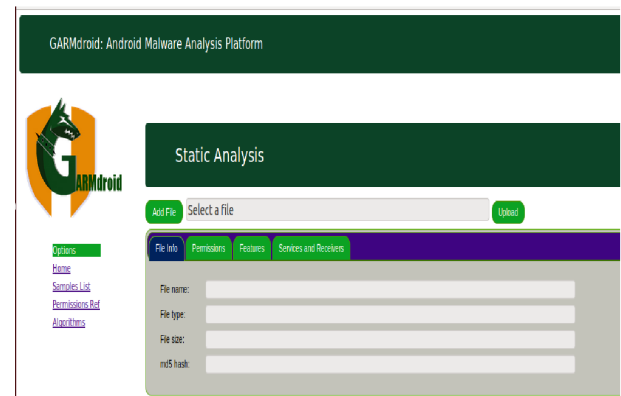 GARMdroid: Android Malware Analysis Platform
GARMdroid
Static Analysis
Add File Select a file Upload
Options
Home
Samples List
Permissions Ref
Algorithms
File Info Permissions Features Services and Receivers
File name:
File type:
File size:
md5 hash: